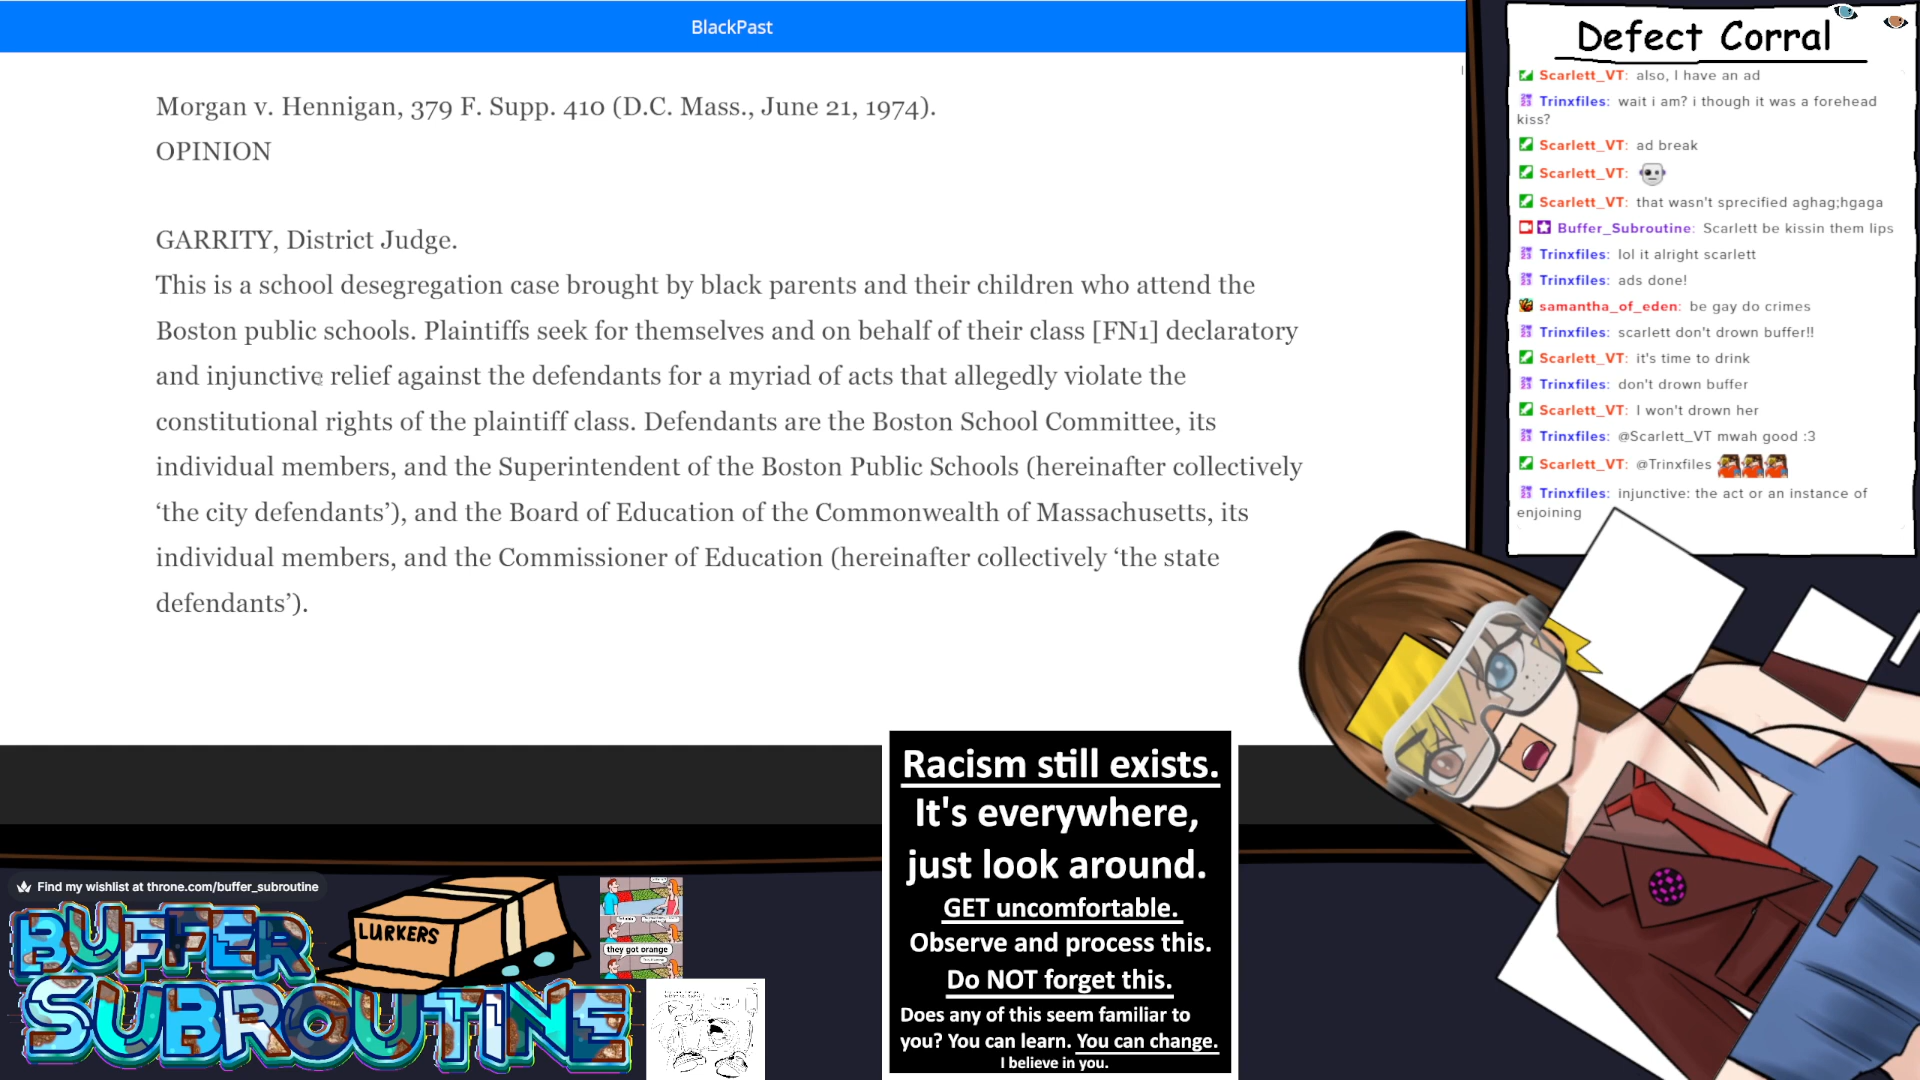 BlackPast
Morgan v. Hennigan, 379 F. Supp. 410 (D.C. Mass., June 21, 1974).
OPINION
GARRITY, District Judge.
This is a school desegregation case brought by black parents and their children who attend the
Boston public schools. Plaintiffs seek for themselves and on behalf of their class [FN1] declaratory
and injunctive relief against the defendants for a myriad of acts that allegedly violate the
constitutional rights of the plaintiff class. Defendants are the Boston School Committee, its
individual members, and the Superintendent of the Boston Public Schools (hereinafter collectively
‘the city defendants’), and the Board of Education of the Commonwealth of Massachusetts, its
individual members, and the Commissioner of Education (hereinafter collectively ‘the state
defendants’).
Defect Corral
Scarlett_VT: also, I have an ad
Trinxfiles: wait i am? i though it was a forehead
kiss?
Scarlett_VT: ad break
Scarlett_VT:
Scarlett_VT: that wasn't sprecified aghag;hgaga
Buffer_Subroutine: Scarlett be kissin them lips
Trinxfiles: lol it alright scarlett
Trinxfiles: ads done!
samantha_of_eden: be gay do crimes
Trinxfiles: scarlett don't drown buffer!!
Scarlett_VT: it's time to drink
Trinxfiles: don't drown buffer
Scarlett_VT: I won't drown her
Trinxfiles: @Scarlett_VT mwah good :3
Scarlett_VT: @Trinxfiles
Trinxfiles: injunctive: the act or an instance of
enjoining
Racism still exists.
It's everywhere,
just look around.
GET uncomfortable.
Observe and process this.
Do NOT forget this.
Does any of this seem familiar to
you? You can learn. You can change.
I believe in you.
Find my wishlist at throne.com/buffer_subroutine
BUFFER
SUBROUTINE
LURKERS
they got orange